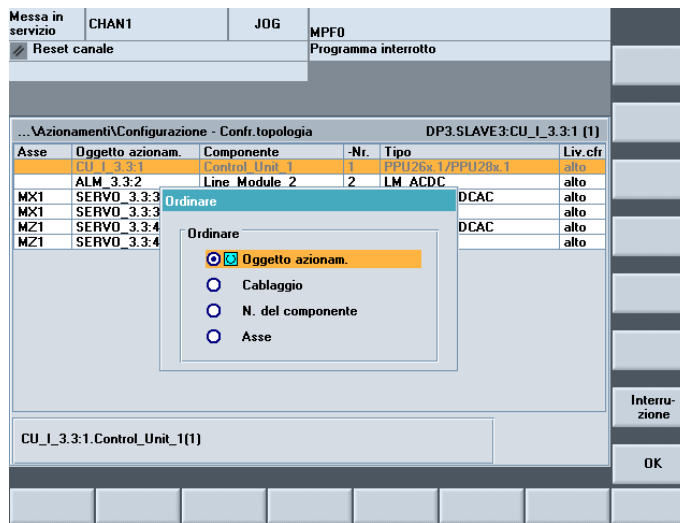 Messa in servizio CHAN1 JOG MPF0
Reset canale Programma interrotto
...\Azionamenti\Configurazione - Confr.topologia DP3.SLAVE3:CU_I_3.3:1 (1)
Asse Oggetto azionam. Componente -Nr. Tipo Liv.cfr
CU_I_3.3:1 Control_Unit_1 1 PPU26x.1/PPU28x.1 alto
ALM_3.3:2 Line_Module_2 2 LM_ACDC alto
MX1 SERVO_3.3:3 DCAC alto
MX1 SERVO_3.3:3 alto
MZ1 SERVO_3.3:4 DCAC alto
MZ1 SERVO_3.3:4 alto
Ordinare
Ordinare
Oggetto azionam.
Cablaggio
N. del componente
Asse
Interru-
zione
CU_I_3.3:1.Control_Unit_1(1)
OK